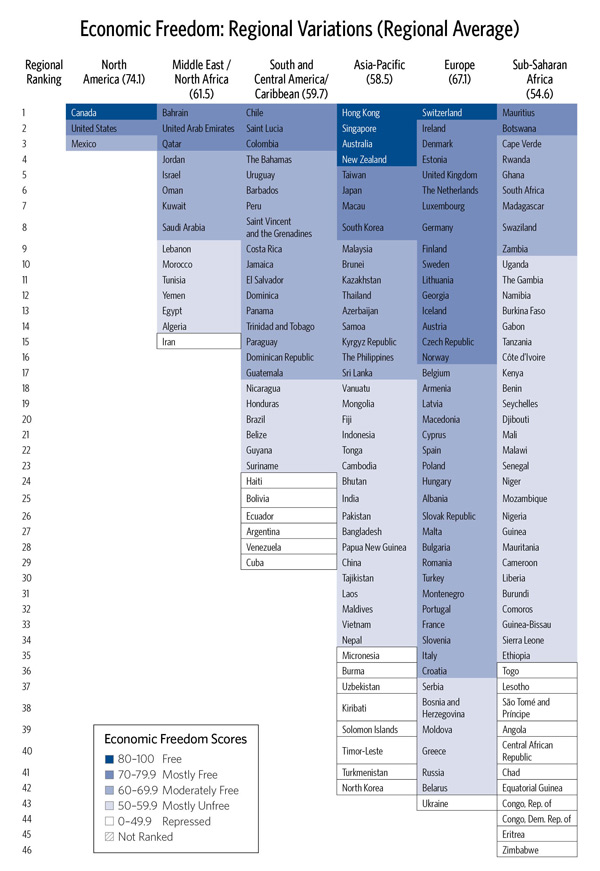 Economic Freedom: Regional Variations (Regional Average)
Regional Ranking | North America (74.1) | Middle East / North Africa (61.5) | South and Central America/ Caribbean (59.7) | Asia-Pacific (58.5) | Europe (67.1) | Sub-Saharan Africa (54.6)
1 Canada Bahrain Chile Hong Kong Switzerland Mauritius
2 United States United Arab Emirates Saint Lucia Singapore Ireland Botswana
3 Mexico Qatar Colombia Australia Denmark Cape Verde
4 Jordan The Bahamas New Zealand Estonia Rwanda
5 Israel Uruguay Taiwan United Kingdom Ghana
6 Oman Barbados Japan The Netherlands South Africa
7 Kuwait Peru Macau Luxembourg Madagascar
8 Saudi Arabia Saint Vincent and the Grenadines South Korea Germany Swaziland
9 Lebanon Costa Rica Malaysia Finland Zambia
10 Morocco Jamaica Brunei Sweden Uganda
11 Tunisia El Salvador Kazakhstan Lithuania The Gambia
12 Yemen Dominica Thailand Georgia Namibia
13 Egypt Panama Azerbaijan Iceland Burkina Faso
14 Algeria Trinidad and Tobago Samoa Austria Gabon
15 Iran Paraguay Kyrgyz Republic Czech Republic Tanzania
16 Dominican Republic The Philippines Norway Côte d'Ivoire
17 Guatemala Sri Lanka Belgium Kenya
18 Nicaragua Vanuatu Armenia Benin
19 Honduras Mongolia Latvia Seychelles
20 Brazil Fiji Macedonia Djibouti
21 Belize Indonesia Cyprus Mali
22 Guyana Tonga Spain Malawi
23 Suriname Cambodia Poland Senegal
24 Haiti Bhutan Hungary Niger
25 Bolivia India Albania Mozambique
26 Ecuador Pakistan Slovak Republic Nigeria
27 Argentina Bangladesh Malta Guinea
28 Venezuela Papua New Guinea Bulgaria Mauritania
29 Cuba China Romania Cameroon
30 Tajikistan Turkey Liberia
31 Laos Montenegro Burundi
32 Maldives Portugal Comoros
33 Vietnam France Guinea-Bissau
34 Nepal Slovenia Sierra Leone
35 Micronesia Italy Ethiopia
36 Burma Croatia Togo
37 Uzbekistan Serbia Lesotho
38 Kiribati Bosnia and Herzegovina São Tomé and Príncipe
39 Solomon Islands Moldova Angola
40 Timor-Leste Greece Central African Republic
41 Turkmenistan Russia Chad
42 North Korea Belarus Equatorial Guinea
43 Ukraine Congo, Rep. of
44 Congo, Dem. Rep. of
45 Eritrea
46 Zimbabwe
Economic Freedom Scores
80–100 Free
70–79.9 Mostly Free
60–69.9 Moderately Free
50–59.9 Mostly Unfree
0–49.9 Repressed
Not Ranked